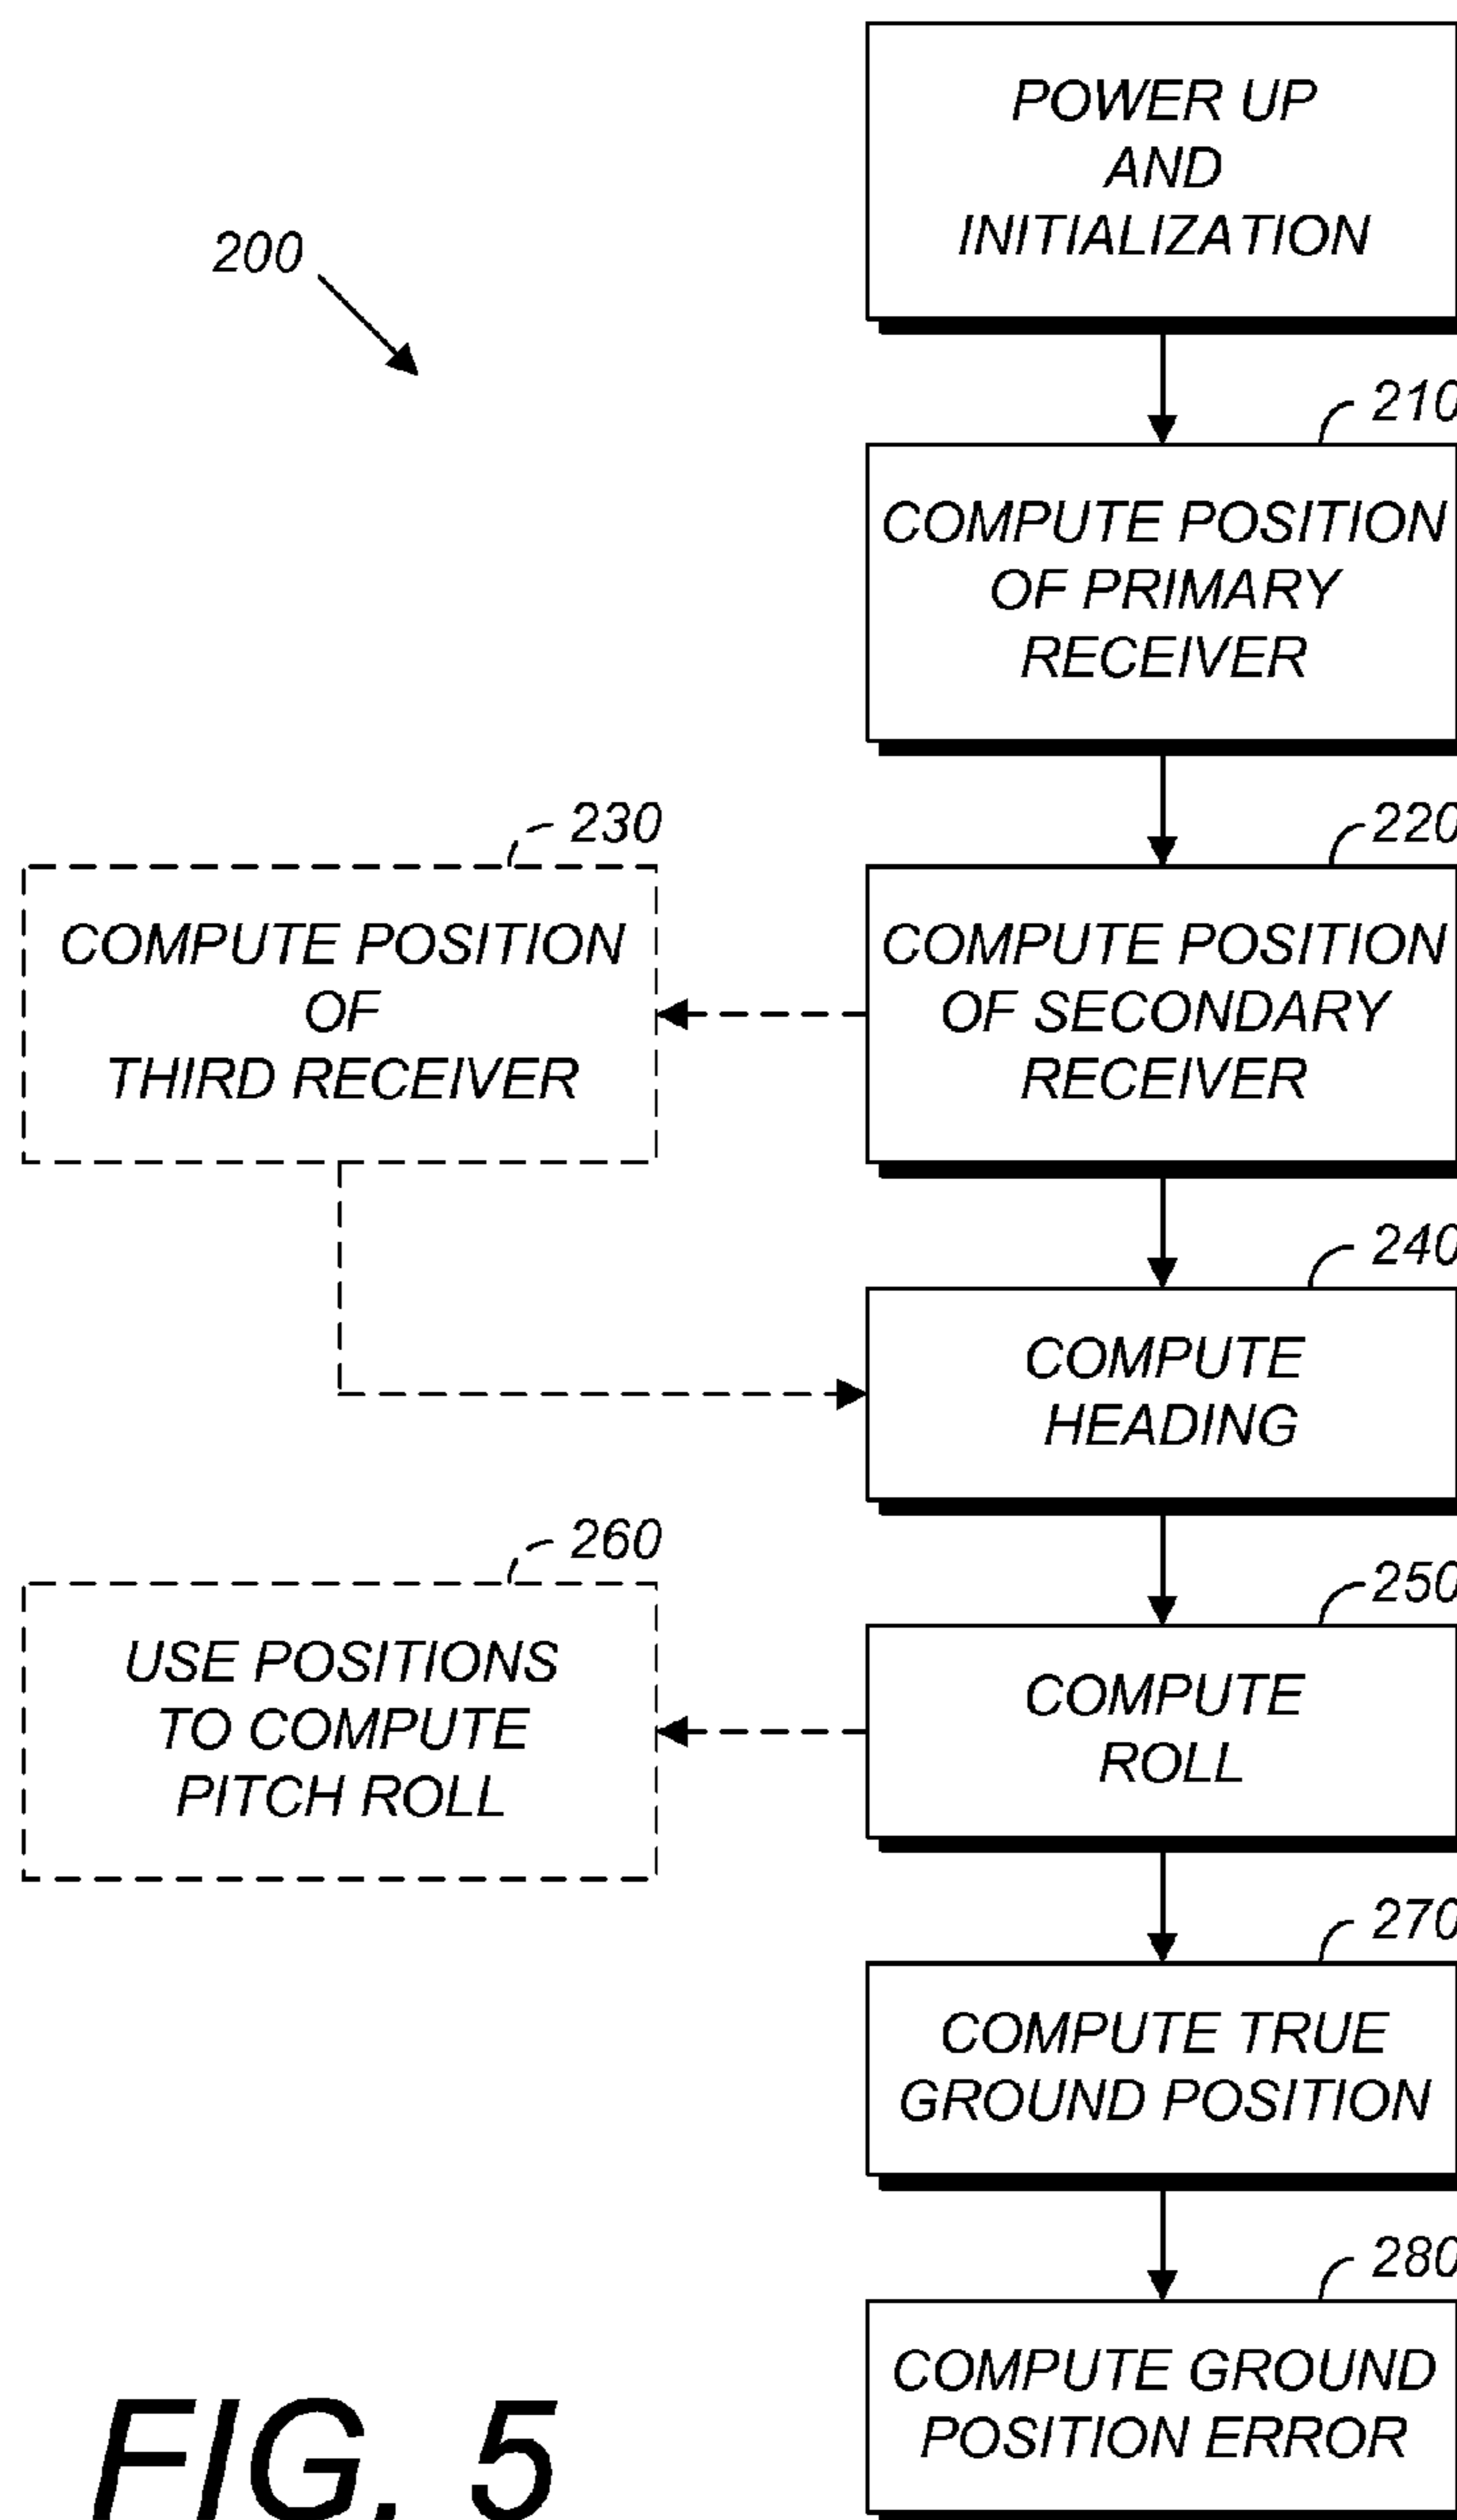 POWER UP
AND
INITIALIZATION
200
210
COMPUTE POSITION
OF PRIMARY
RECEIVER
230
220
COMPUTE POSITION
OF
THIRD RECEIVER
COMPUTE POSITION
OF SECONDARY
RECEIVER
240
COMPUTE
HEADING
260
250
USE POSITIONS
TO COMPUTE
PITCH ROLL
COMPUTE
ROLL
270
COMPUTE TRUE
GROUND POSITION
280
COMPUTE GROUND
POSITION ERROR
FIG. 5